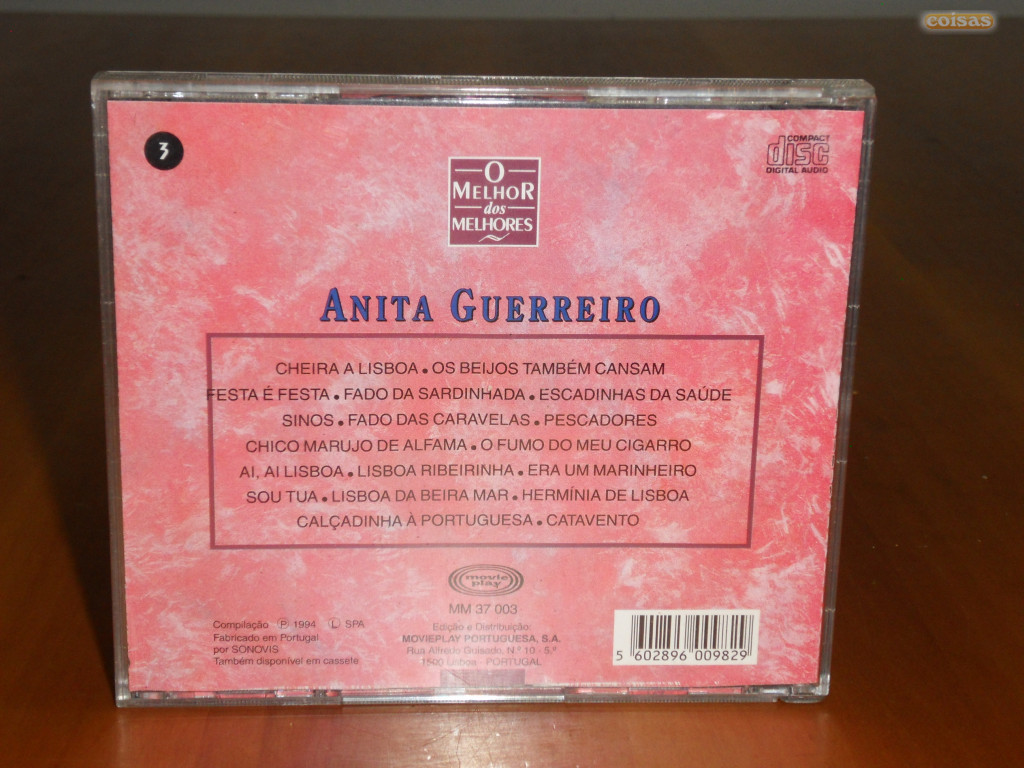 coisas
3
COMPACT
disc
DIGITAL AUDIO
O
MELHOR
dos
MELHORES
ANITA GUERREIRO
CHEIRA A LISBOA • OS BEIJOS TAMBÉM CANSAM
FESTA É FESTA • FADO DA SARDINHADA • ESCADINHAS DA SAÚDE
SINOS • FADO DAS CARAVELAS • PESCADORES
CHICO MARUJO DE ALFAMA • O FUMO DO MEU CIGARRO
AI, AI LISBOA • LISBOA RIBEIRINHA • ERA UM MARINHEIRO
SOU TUA • LISBOA DA BEIRA MAR • HERMÍNIA DE LISBOA
CALÇADINHA À PORTUGUESA • CATAVENTO
movie
play
MM 37 003
Compilação Ⓟ 1994 Ⓛ SPA
Fabricado em Portugal
por SONOVIS
Também disponível em cassete
Edição e Distribuição:
MOVIEPLAY PORTUGUESA, S.A.
Rua Alfredo Guisado, N.º 10 - 5.º
1500 Lisboa - PORTUGAL
5 602896 009829